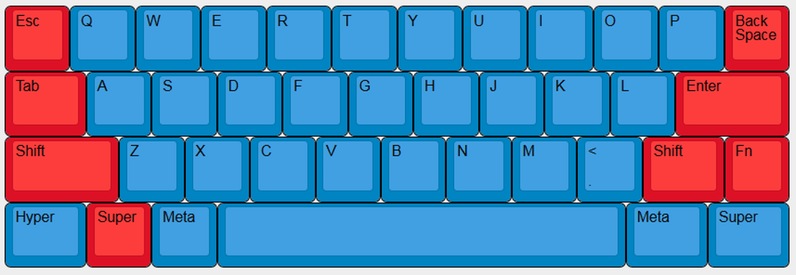 Esc Q W E R T Y U I O P Back
Space
Tab A S D F G H J K L Enter
Shift Z X C V B N M < Shift Fn
.
Hyper Super Meta Meta Super